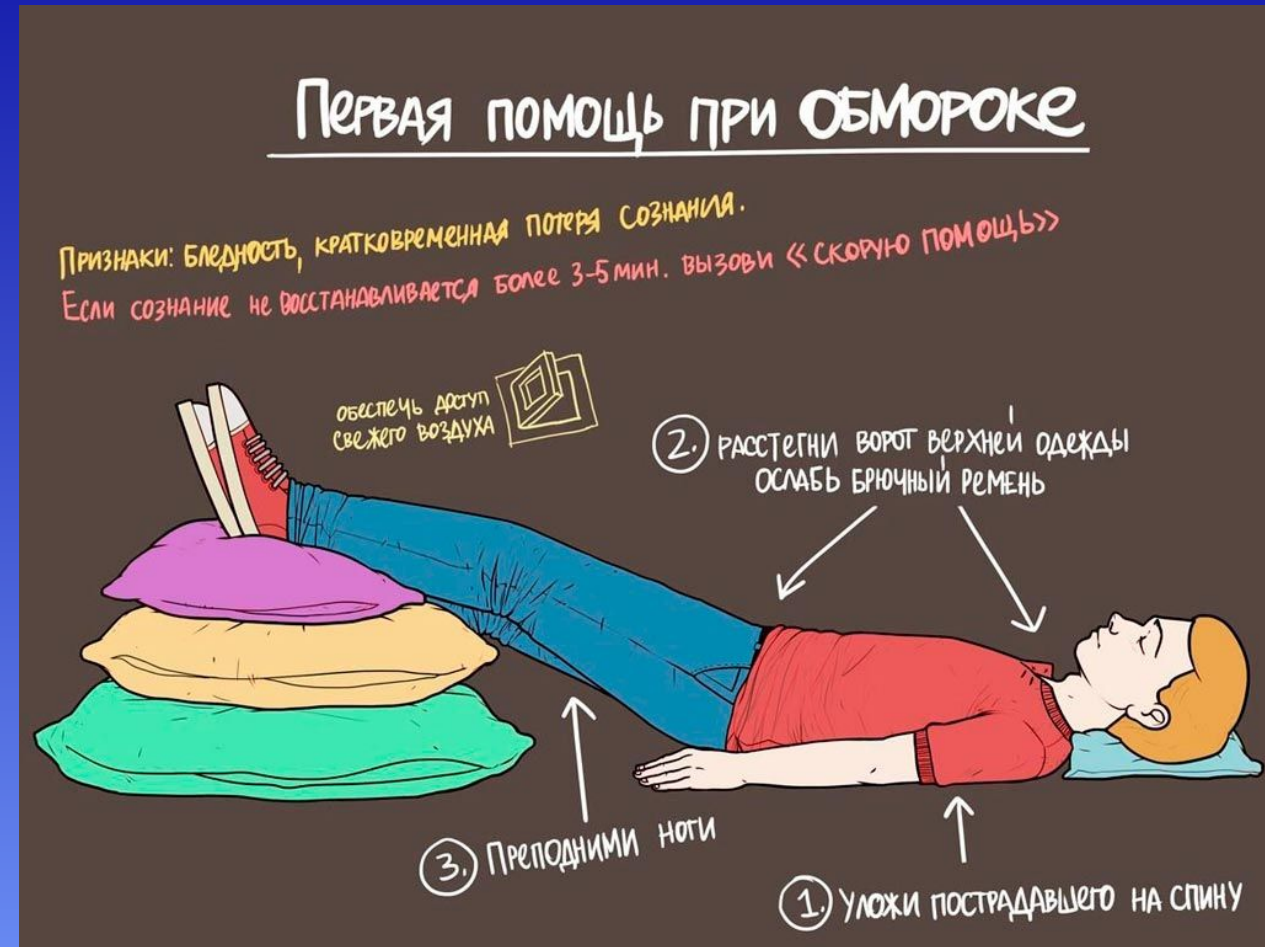 Первая помощь при ОБМОРОКЕ
Признаки: бледность, кратковременная потеря сознания.
Если сознание не восстанавливается более 3-5 мин. вызови «скорую помощь»
обеспечь доступ
свежего воздуха
2. расстегни ворот верхней одежды
ослабь брючный ремень
3. Преподними ноги
1. Уложи пострадавшего на спину